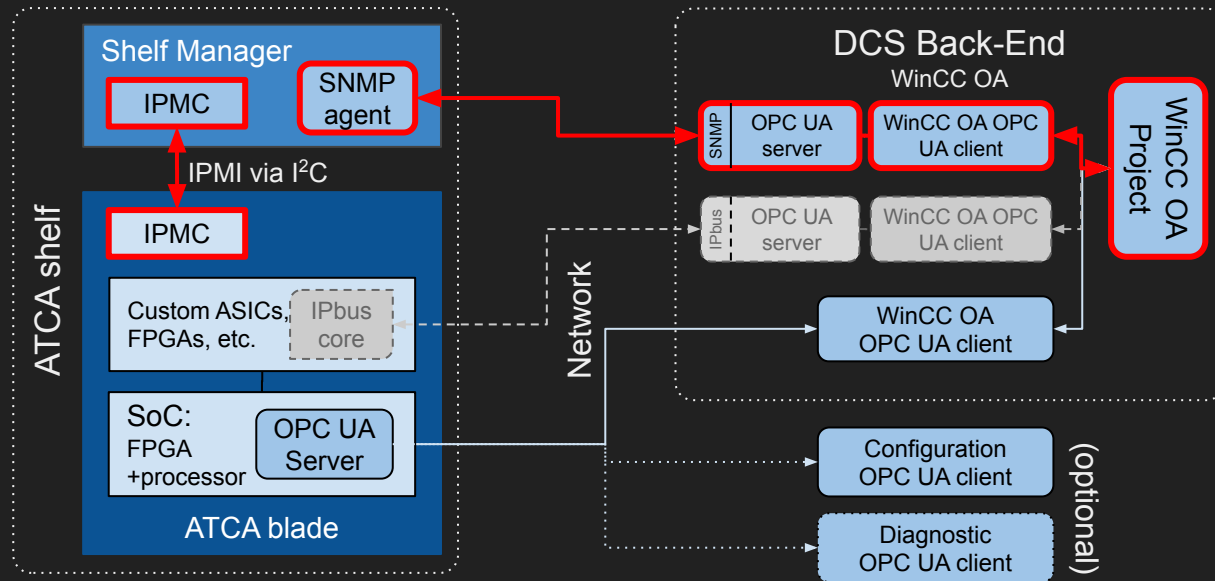 Shelf Manager
IPMC
SNMP
agent
IPMI via I²C
IPMC
Custom ASICs,
FPGAs, etc.
IPbus
core
SoC:
FPGA
+processor
OPC UA
Server
ATCA blade
ATCA shelf
Network
DCS Back-End
WinCC OA
SNMP
OPC UA
server
WinCC OA OPC
UA client
WinCC OA
Project
IPbus
OPC UA
server
WinCC OA OPC
UA client
WinCC OA
OPC UA client
Configuration
OPC UA client
Diagnostic
OPC UA client
(optional)